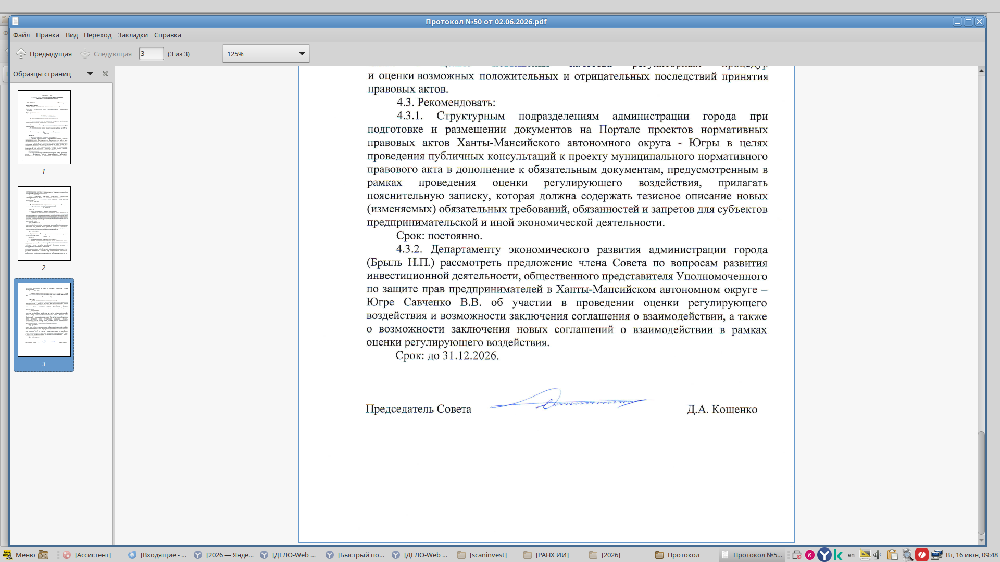 Протокол №50 от 02.06.2026.pdf
Файл Правка Вид Переход Закладки Справка
Предыдущая Следующая 3 (3 из 3) 125%
Образцы страниц
1
2
3
и оценки возможных положительных и отрицательных последствий принятия
правовых актов.
4.3. Рекомендовать:
4.3.1. Структурным подразделениям администрации города при
подготовке и размещении документов на Портале проектов нормативных
правовых актов Ханты-Мансийского автономного округа - Югры в целях
проведения публичных консультаций к проекту муниципального нормативного
правового акта в дополнение к обязательным документам, предусмотренным в
рамках проведения оценки регулирующего воздействия, прилагать
пояснительную записку, которая должна содержать тезисное описание новых
(изменяемых) обязательных требований, обязанностей и запретов для субъектов
предпринимательской и иной экономической деятельности.
Срок: постоянно.
4.3.2. Департаменту экономического развития администрации города
(Брыль Н.П.) рассмотреть предложение члена Совета по вопросам развития
инвестиционной деятельности, общественного представителя Уполномоченного
по защите прав предпринимателей в Ханты-Мансийском автономном округе –
Югре Савченко В.В. об участии в проведении оценки регулирующего
воздействия и возможности заключения соглашения о взаимодействии, а также
о возможности заключения новых соглашений о взаимодействии в рамках
оценки регулирующего воздействия.
Срок: до 31.12.2026.
Председатель Совета Д.А. Кощенко
Меню [Ассистент] [Входящие - ... [2026 — Янде... [ДЕЛО-Web ... [Быстрый по... [ДЕЛО-Web ... [scaninvest] [РАНХ ИИ] [2026] Протокол Протокол №5... en Вт, 16 июн, 09:48